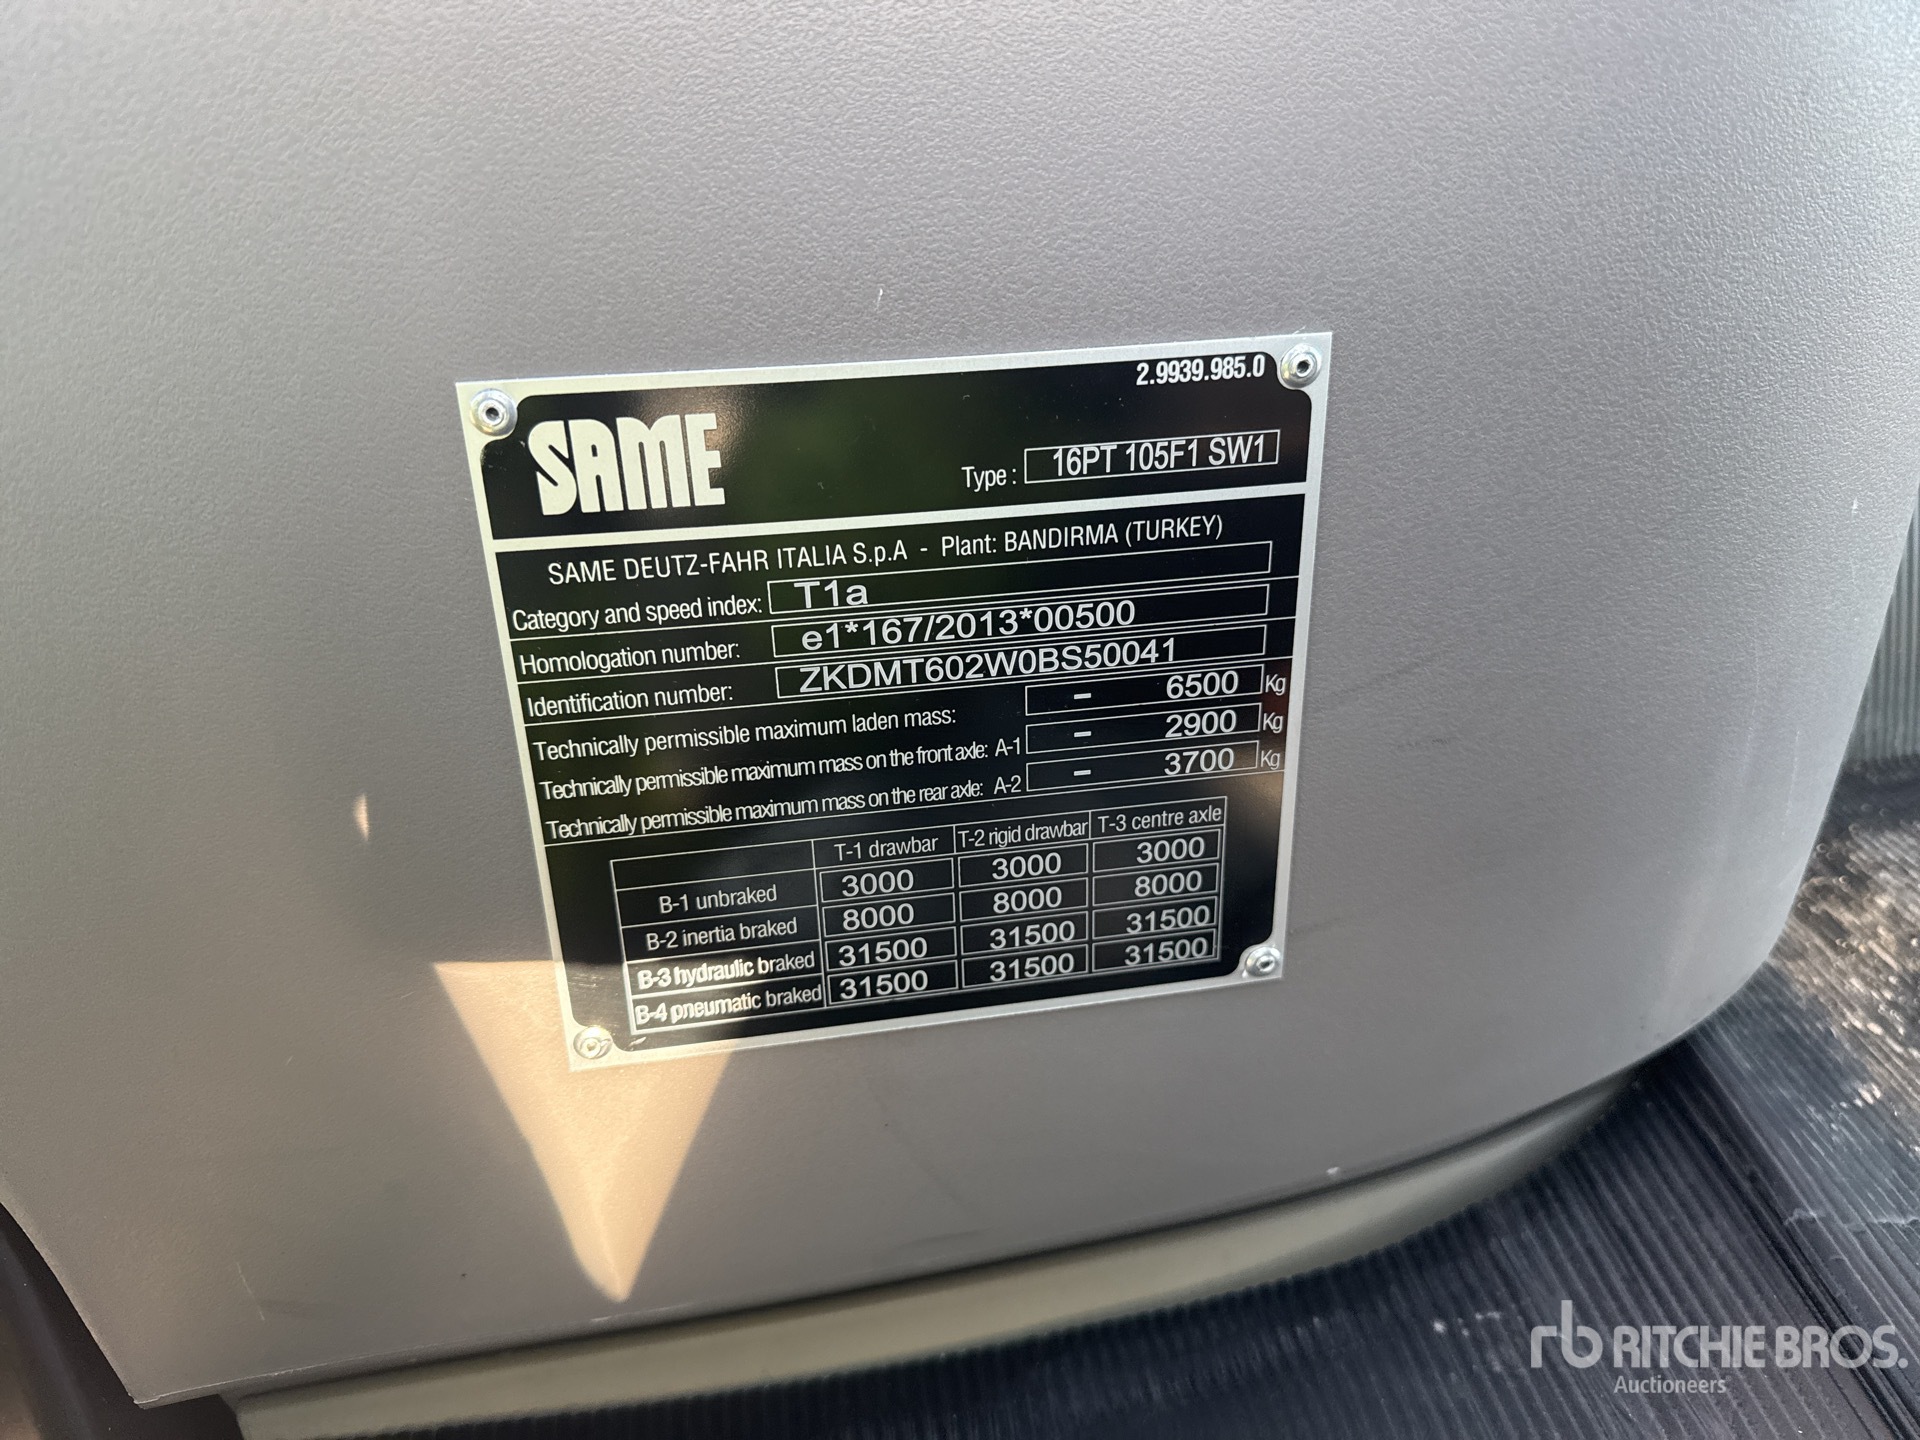 2.9939.985.0
SAME
Type: 16PT 105F1 SW1
SAME DEUTZ-FAHR ITALIA S.p.A - Plant: BANDIRMA (TURKEY)
Category and speed index: T1a
Homologation number: e1*167/2013*00500
Identification number: ZKDMT602W0BS50041
Technically permissible maximum laden mass: - 6500 Kg
Technically permissible maximum mass on the front axle: A-1 - 2900 Kg
Technically permissible maximum mass on the rear axle: A-2 - 3700 Kg
T-1 drawbar T-2 rigid drawbar T-3 centre axle
B-1 unbraked 3000 3000 3000
B-2 inertia braked 8000 8000 8000
B-3 hydraulic braked 31500 31500 31500
B-4 pneumatic braked 31500 31500 31500
rb RITCHIE BROS.
Auctioneers